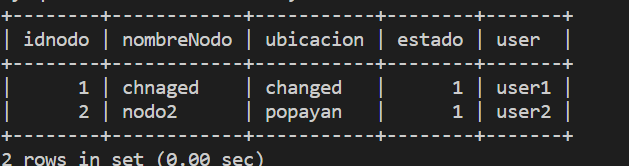 +--------+------------+-----------+--------+-------+
| idnodo | nombreNodo | ubicacion | estado | user  |
+--------+------------+-----------+--------+-------+
|      1 | chnaged    | changed   |      1 | user1 |
|      2 | nodo2      | popayan   |      1 | user2 |
+--------+------------+-----------+--------+-------+
2 rows in set (0.00 sec)